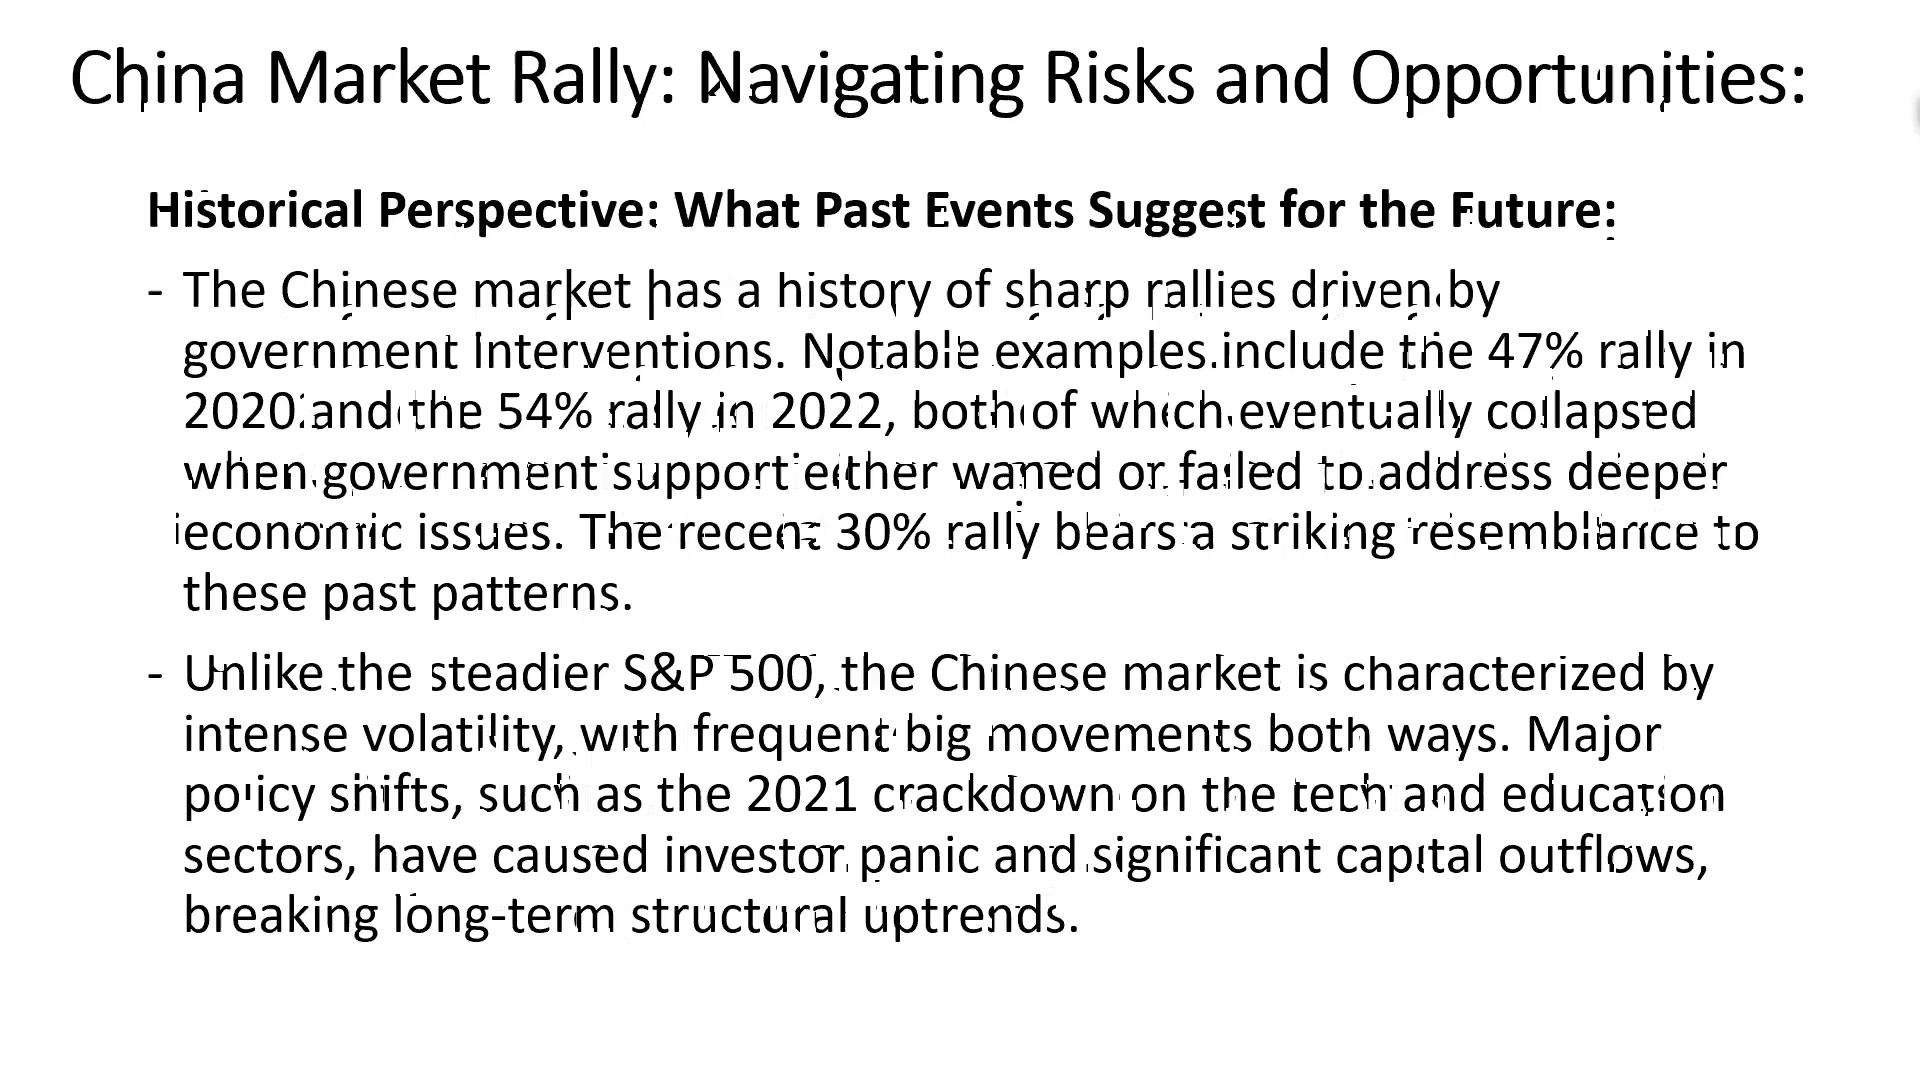 China Market Rally: Navigating Risks and Opportunities:
Historical Perspective: What Past Events Suggest for the Future:
- The Chinese market has a history of sharp rallies driven by
government interventions. Notable examples include the 47% rally in
2020 and the 54% rally in 2022, both of which eventually collapsed
when government support either waned or failed to address deeper
economic issues. The recent 30% rally bears a striking resemblance to
these past patterns.
- Unlike the steadier S&P 500, the Chinese market is characterized by
intense volatility, with frequent big movements both ways. Major
policy shifts, such as the 2021 crackdown on the tech and education
sectors, have caused investor panic and significant capital outflows,
breaking long-term structural uptrends.